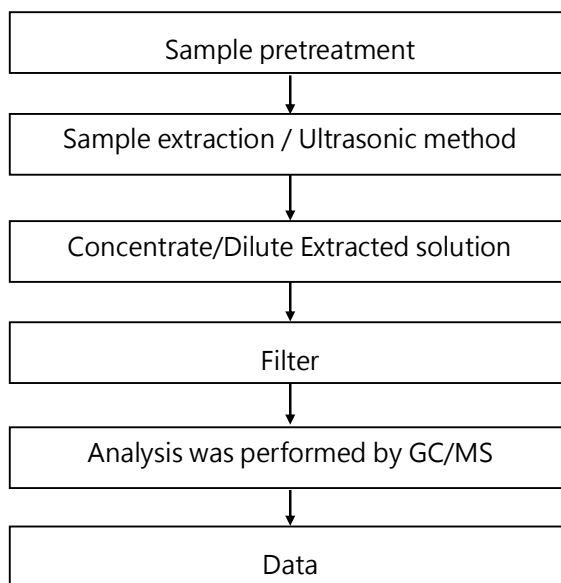 Sample pretreatment
Sample extraction / Ultrasonic method
Concentrate/Dilute Extracted solution
Filter
Analysis was performed by GC/MS
Data